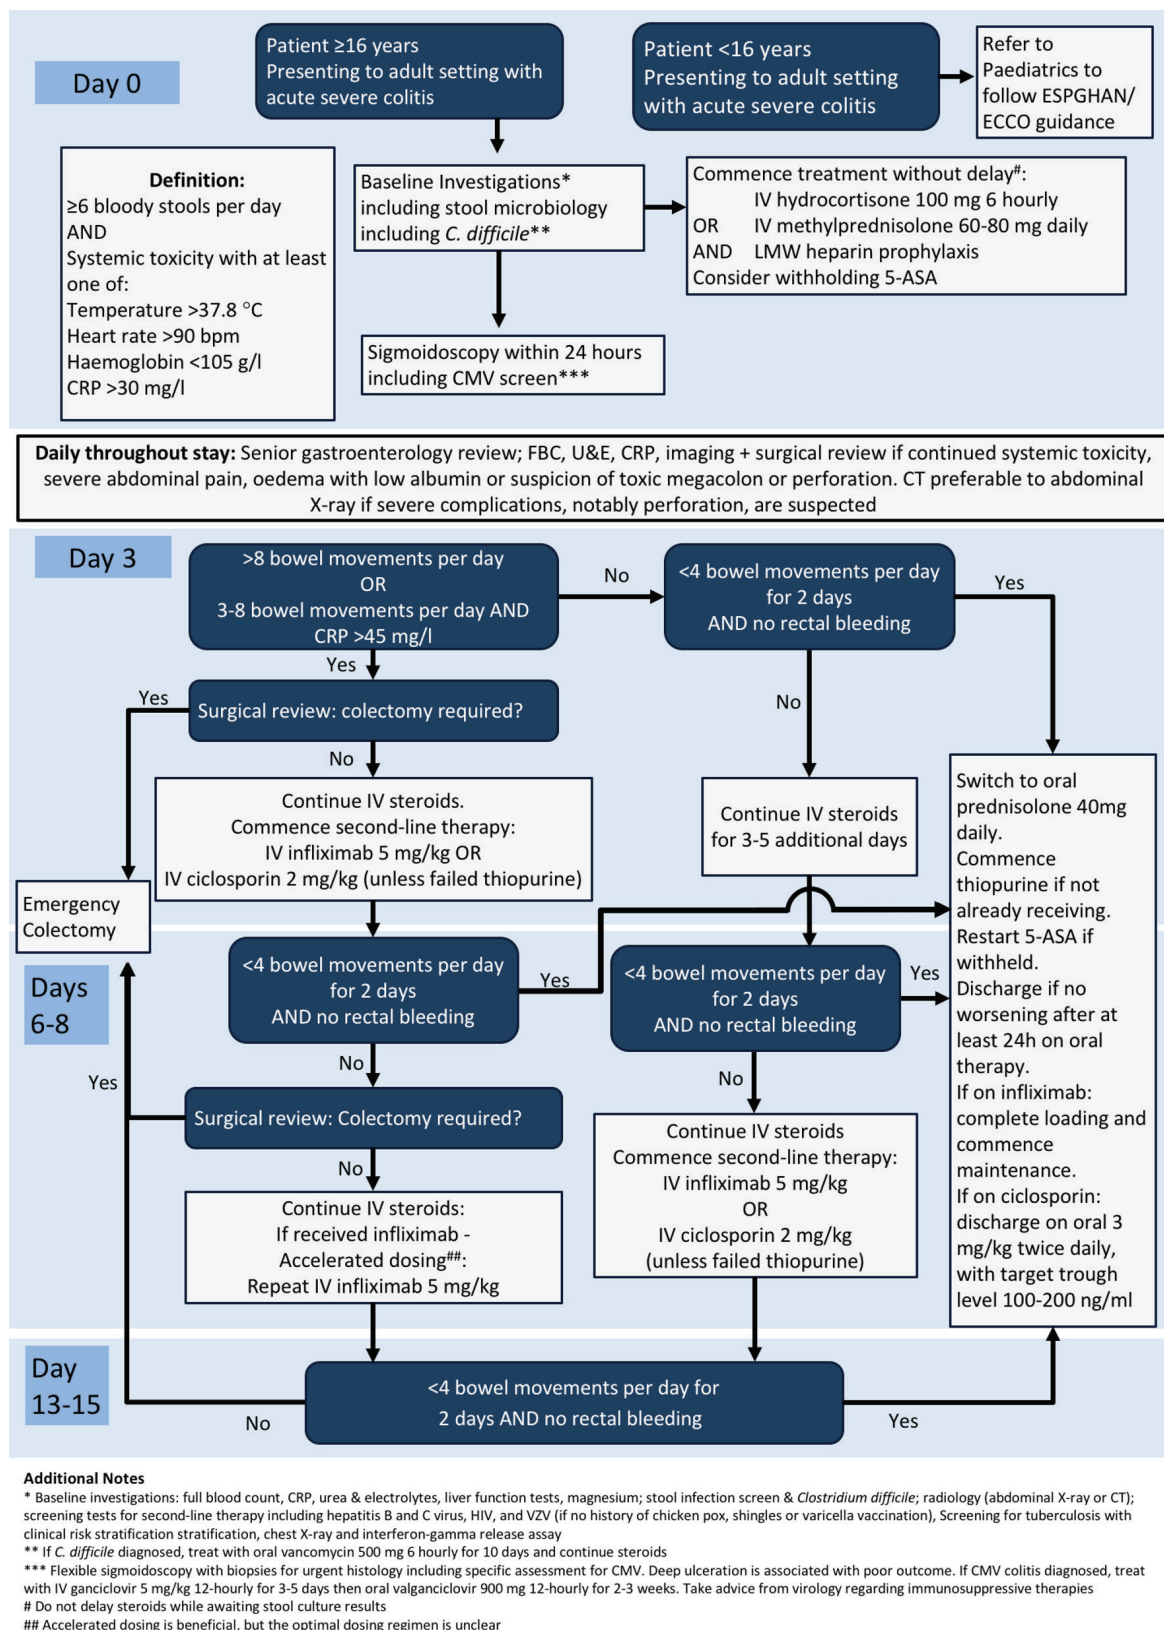 Day 0
Patient ≥16 years
Presenting to adult setting with
acute severe colitis
Patient <16 years
Presenting to adult setting
with acute severe colitis
Refer to
Paediatrics to
follow ESPGHAN/
ECCO guidance
Definition:
≥6 bloody stools per day
AND
Systemic toxicity with at least
one of:
Temperature >37.8 °C
Heart rate >90 bpm
Haemoglobin <105 g/l
CRP >30 mg/l
Baseline Investigations*
including stool microbiology
including C. difficile**
Commence treatment without delay#:
IV hydrocortisone 100 mg 6 hourly
OR IV methylprednisolone 60-80 mg daily
AND LMW heparin prophylaxis
Consider withholding 5-ASA
Sigmoidoscopy within 24 hours
including CMV screen***
Daily throughout stay: Senior gastroenterology review; FBC, U&E, CRP, imaging + surgical review if continued systemic toxicity,
severe abdominal pain, oedema with low albumin or suspicion of toxic megacolon or perforation. CT preferable to abdominal
X-ray if severe complications, notably perforation, are suspected
Day 3
>8 bowel movements per day
OR
3-8 bowel movements per day AND
CRP >45 mg/l
No
<4 bowel movements per day
for 2 days
AND no rectal bleeding
Yes
Yes
Yes
Surgical review: colectomy required?
No
No
Continue IV steroids.
Commence second-line therapy:
IV infliximab 5 mg/kg OR
IV ciclosporin 2 mg/kg (unless failed thiopurine)
Continue IV steroids
for 3-5 additional days
Switch to oral
prednisolone 40mg
daily.
Commence
thiopurine if not
already receiving.
Restart 5-ASA if
withheld.
Discharge if no
worsening after at
least 24h on oral
therapy.
If on infliximab:
complete loading and
commence
maintenance.
If on ciclosporin:
discharge on oral 3
mg/kg twice daily,
with target trough
level 100-200 ng/ml
Emergency
Colectomy
Days
6-8
<4 bowel movements per day
for 2 days
AND no rectal bleeding
Yes
<4 bowel movements per day
for 2 days
AND no rectal bleeding
Yes
No
No
Yes
Surgical review: Colectomy required?
No
Continue IV steroids:
If received infliximab -
Accelerated dosing##:
Repeat IV infliximab 5 mg/kg
Continue IV steroids
Commence second-line therapy:
IV infliximab 5 mg/kg
OR
IV ciclosporin 2 mg/kg
(unless failed thiopurine)
Day
13-15
<4 bowel movements per day for
2 days AND no rectal bleeding
No
Yes
Additional Notes
* Baseline investigations: full blood count, CRP, urea & electrolytes, liver function tests, magnesium; stool infection screen & Clostridium difficile; radiology (abdominal X-ray or CT);
screening tests for second-line therapy including hepatitis B and C virus, HIV, and VZV (if no history of chicken pox, shingles or varicella vaccination), Screening for tuberculosis with
clinical risk stratification stratification, chest X-ray and interferon-gamma release assay
** If C. difficile diagnosed, treat with oral vancomycin 500 mg 6 hourly for 10 days and continue steroids
*** Flexible sigmoidoscopy with biopsies for urgent histology including specific assessment for CMV. Deep ulceration is associated with poor outcome. If CMV colitis diagnosed, treat
with IV ganciclovir 5 mg/kg 12-hourly for 3-5 days then oral valganciclovir 900 mg 12-hourly for 2-3 weeks. Take advice from virology regarding immunosuppressive therapies
# Do not delay steroids while awaiting stool culture results
## Accelerated dosing is beneficial, but the optimal dosing regimen is unclear